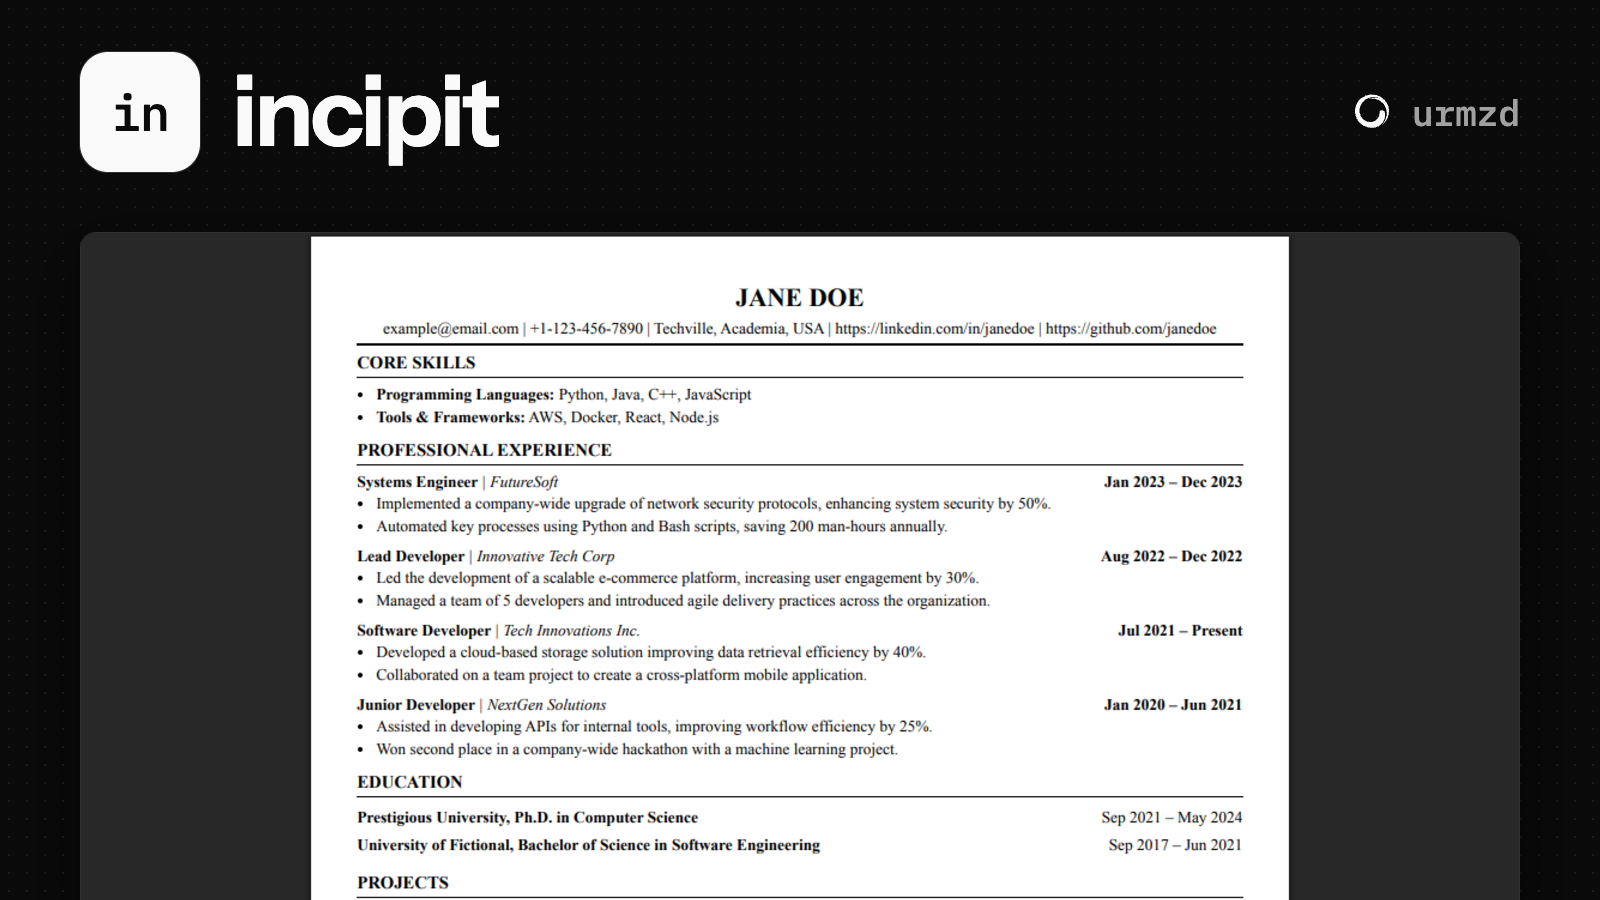 in incipit
urmzd
JANE DOE
example@email.com | +1-123-456-7890 | Techville, Academia, USA | https://linkedin.com/in/janedoe | https://github.com/janedoe
CORE SKILLS
• Programming Languages: Python, Java, C++, JavaScript
• Tools & Frameworks: AWS, Docker, React, Node.js
PROFESSIONAL EXPERIENCE
Systems Engineer | FutureSoft Jan 2023 – Dec 2023
• Implemented a company-wide upgrade of network security protocols, enhancing system security by 50%.
• Automated key processes using Python and Bash scripts, saving 200 man-hours annually.
Lead Developer | Innovative Tech Corp Aug 2022 – Dec 2022
• Led the development of a scalable e-commerce platform, increasing user engagement by 30%.
• Managed a team of 5 developers and introduced agile delivery practices across the organization.
Software Developer | Tech Innovations Inc. Jul 2021 – Present
• Developed a cloud-based storage solution improving data retrieval efficiency by 40%.
• Collaborated on a team project to create a cross-platform mobile application.
Junior Developer | NextGen Solutions Jan 2020 – Jun 2021
• Assisted in developing APIs for internal tools, improving workflow efficiency by 25%.
• Won second place in a company-wide hackathon with a machine learning project.
EDUCATION
Prestigious University, Ph.D. in Computer Science Sep 2021 – May 2024
University of Fictional, Bachelor of Science in Software Engineering Sep 2017 – Jun 2021
PROJECTS